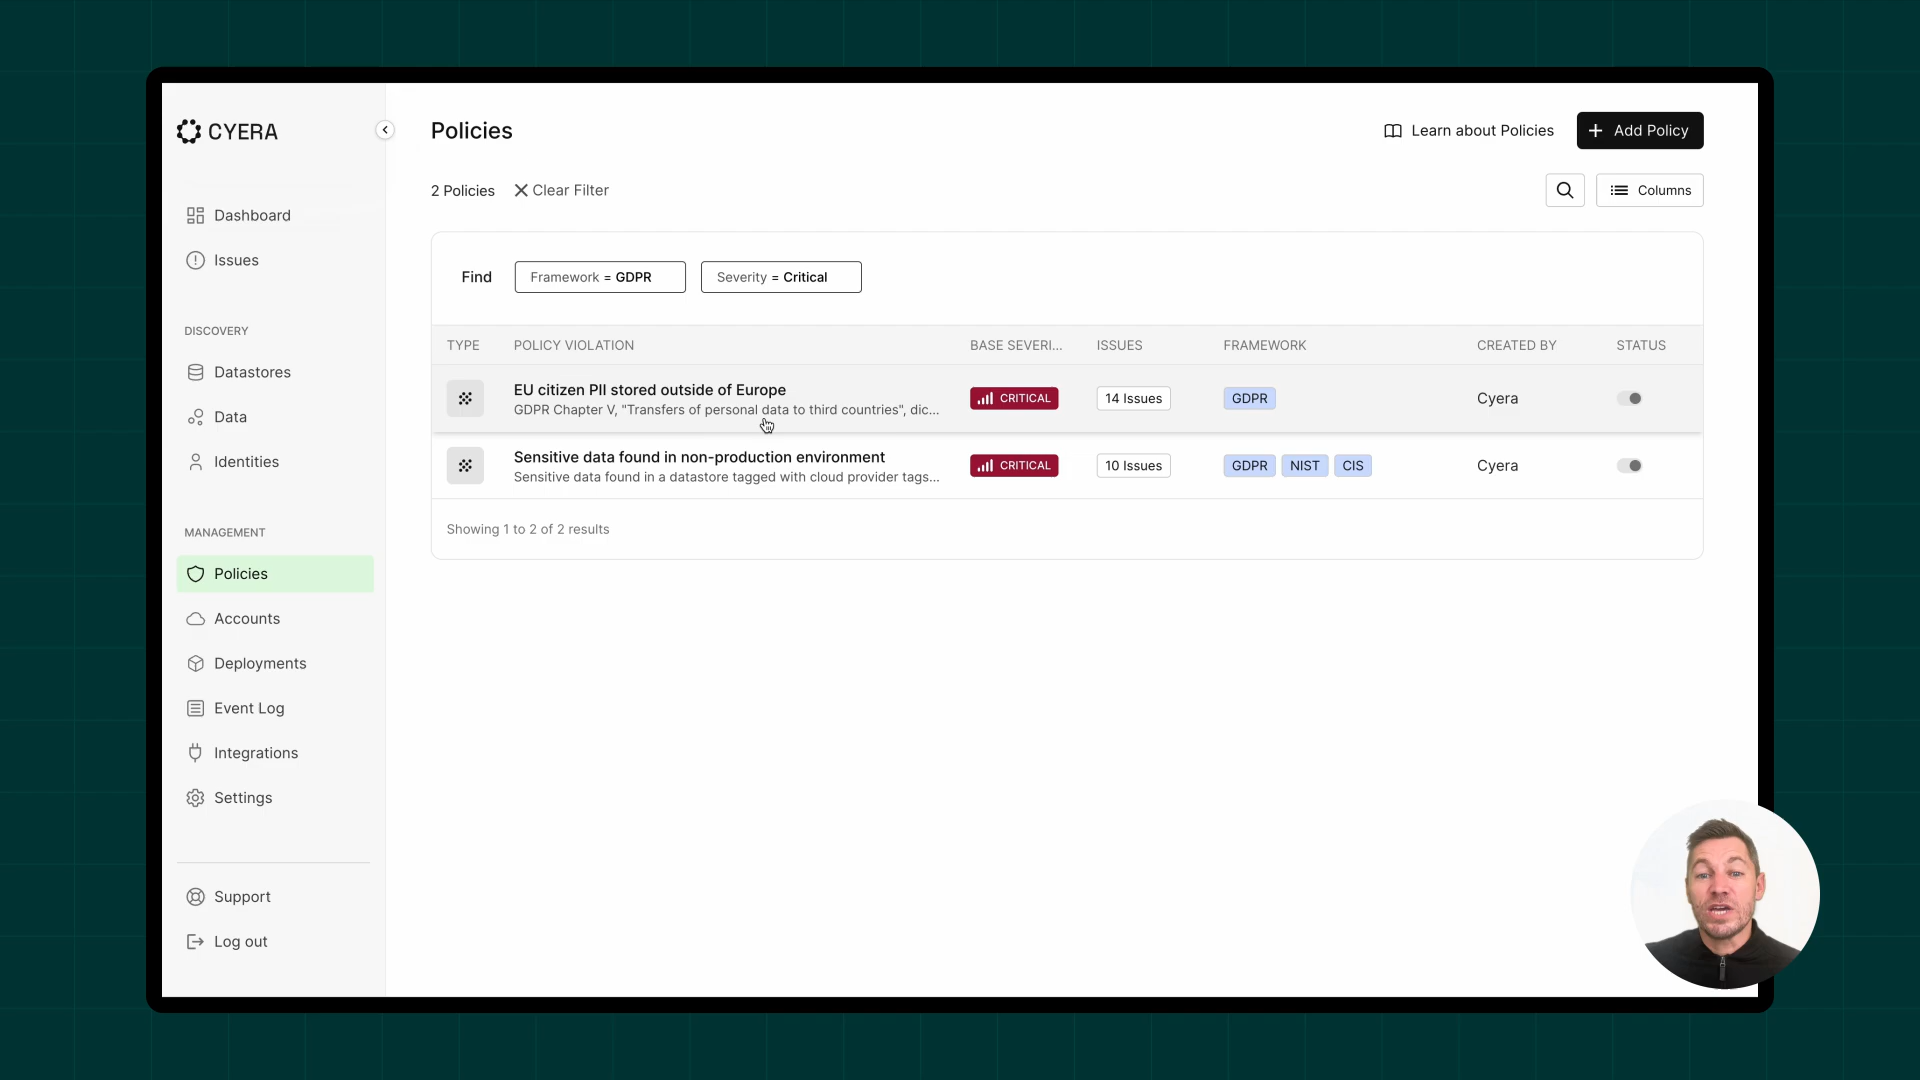 CYERA
Policies
Learn about Policies
Add Policy
2 Policies
Clear Filter
Columns
Dashboard
Issues
DISCOVERY
Datastores
Data
Identities
MANAGEMENT
Policies
Accounts
Deployments
Event Log
Integrations
Settings
Support
Log out
Find
Framework = GDPR
Severity = Critical
TYPE POLICY VIOLATION BASE SEVERI... ISSUES FRAMEWORK CREATED BY STATUS
EU citizen PII stored outside of Europe
GDPR Chapter V, "Transfers of personal data to third countries", dic...
CRITICAL
14 Issues
GDPR
Cyera
Sensitive data found in non-production environment
Sensitive data found in a datastore tagged with cloud provider tags...
CRITICAL
10 Issues
GDPR NIST CIS
Cyera
Showing 1 to 2 of 2 results